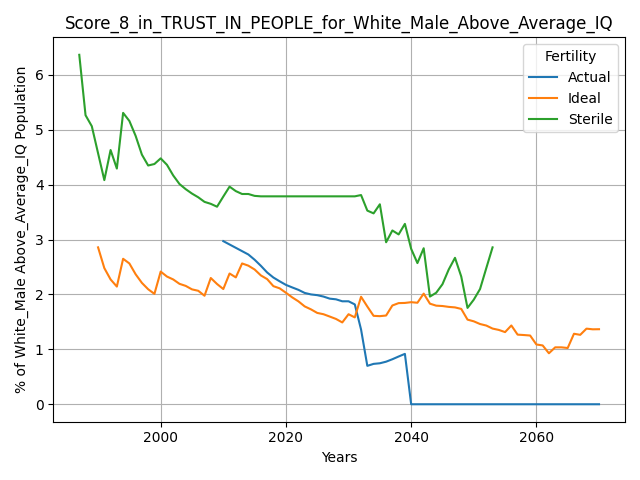 Score_8_in_TRUST_IN_PEOPLE_for_White_Male_Above_Average_IQ
Fertility
Actual
Ideal
Sterile
% of White_Male Above_Average_IQ Population
6
5
4
3
2
1
0
2000
2020
2040
2060
Years